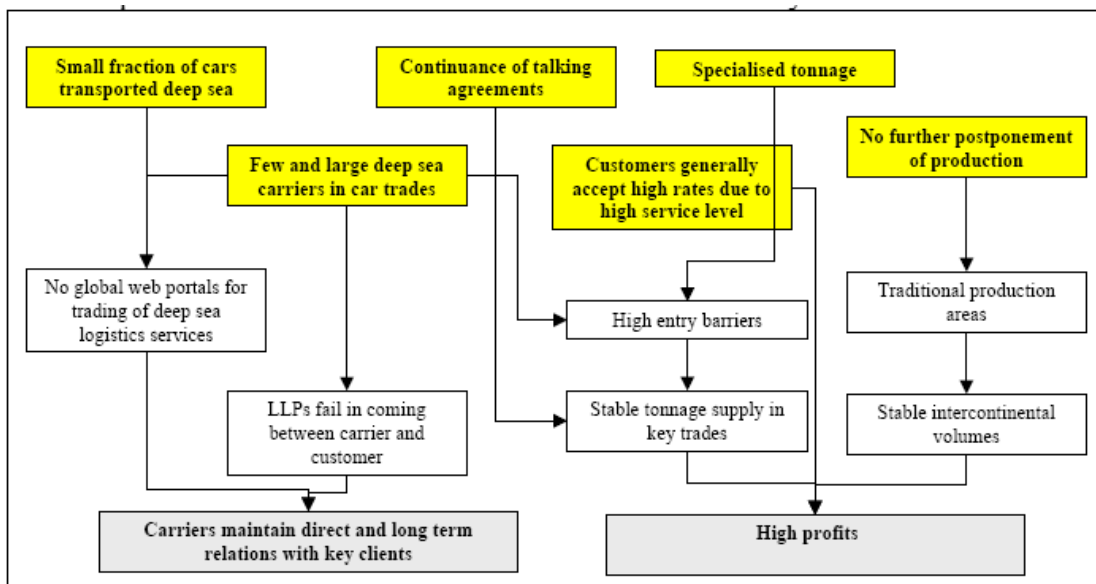 Small fraction of cars
transported deep sea
Continuance of talking
agreements
Specialised tonnage
Few and large deep sea
carriers in car trades
Customers generally
accept high rates due to
high service level
No further postponement
of production
No global web portals for
trading of deep sea
logistics services
High entry barriers
Traditional production
areas
LLPs fail in coming
between carrier and
customer
Stable tonnage supply in
key trades
Stable intercontinental
volumes
Carriers maintain direct and long term
relations with key clients
High profits